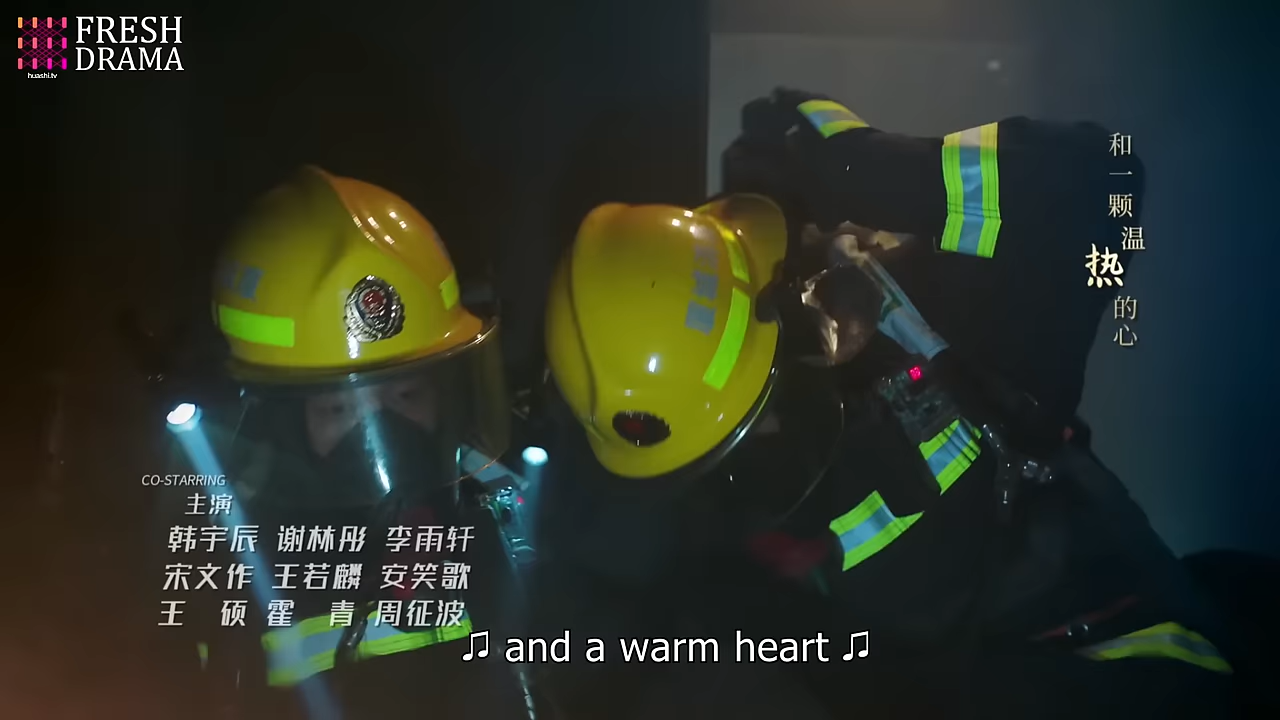 FRESH
DRAMA
huashi.tv
和一颗温热的心
CO-STARRING
主演
韩宇辰 谢林彤 李雨轩
宋文作 王若麟 安笑歌
王 硕 霍 青 周征波
♫ and a warm heart ♫